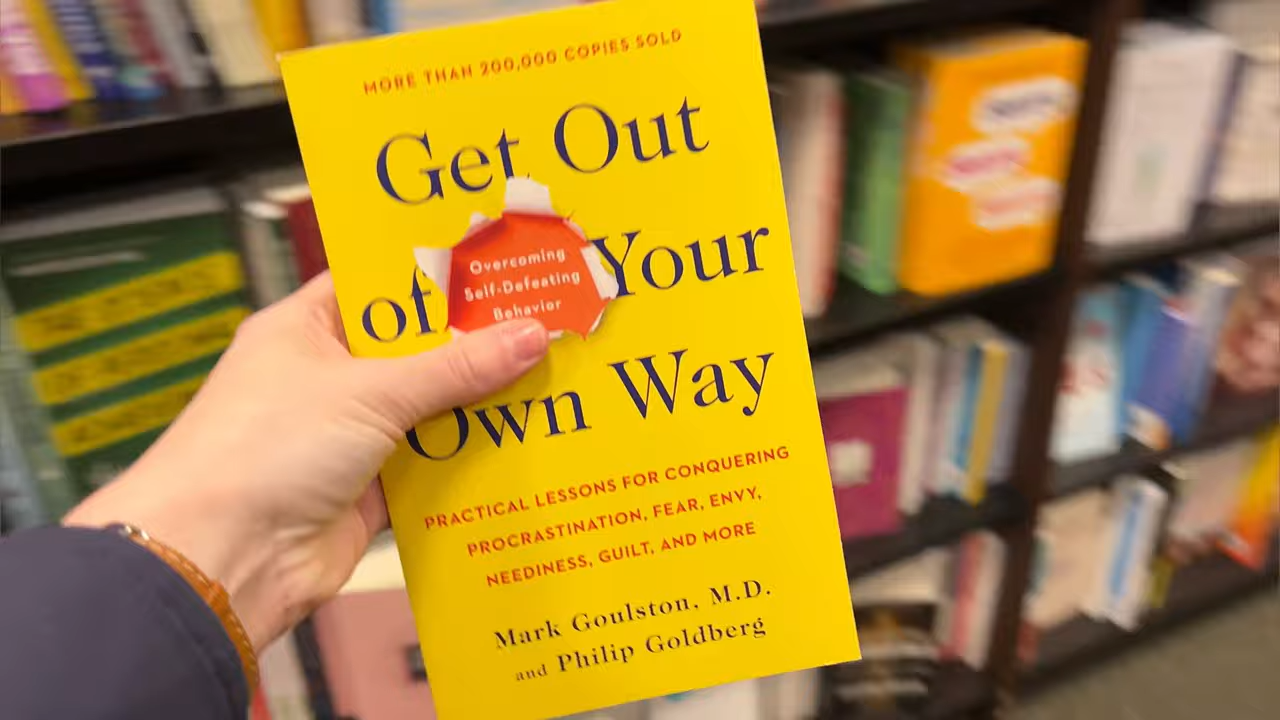 MORE THAN 200,000 COPIES SOLD
Get Out
of Your
Overcoming
Self-Defeating
Behavior
Own Way
PRACTICAL LESSONS FOR CONQUERING
PROCRASTINATION, FEAR, ENVY,
NEEDINESS, GUILT, AND MORE
Mark Goulston, M.D.
and Philip Goldberg